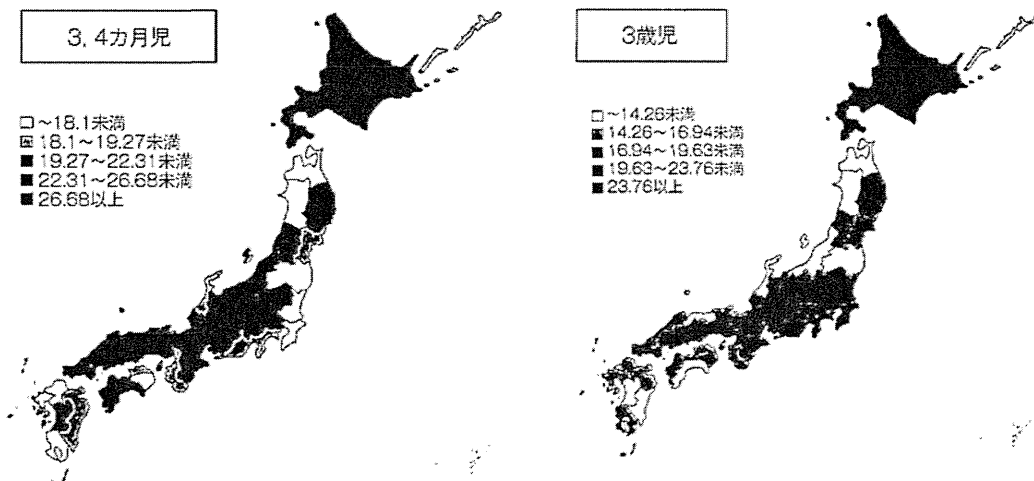 3, 4カ月児
□~18.1未満
18.1~19.27未満
■19.27~22.31未満
■22.31~26.68未満
■26.68以上
3歳児
□~14.26未満
■14.26~16.94未満
■16.94~19.63未満
■19.63~23.76未満
■23.76以上